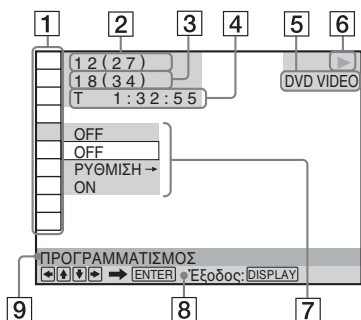 1 2 3 4 5 6
12(27)
18(34)
T 1:32:55
DVD VIDEO
OFF
OFF
ΡΥΘΜΙΣΗ →
ON
ΠΡΟΓΡΑΜΜΑΤΙΣΜΟΣ
ENTER Έξοδος: DISPLAY
9 8 7